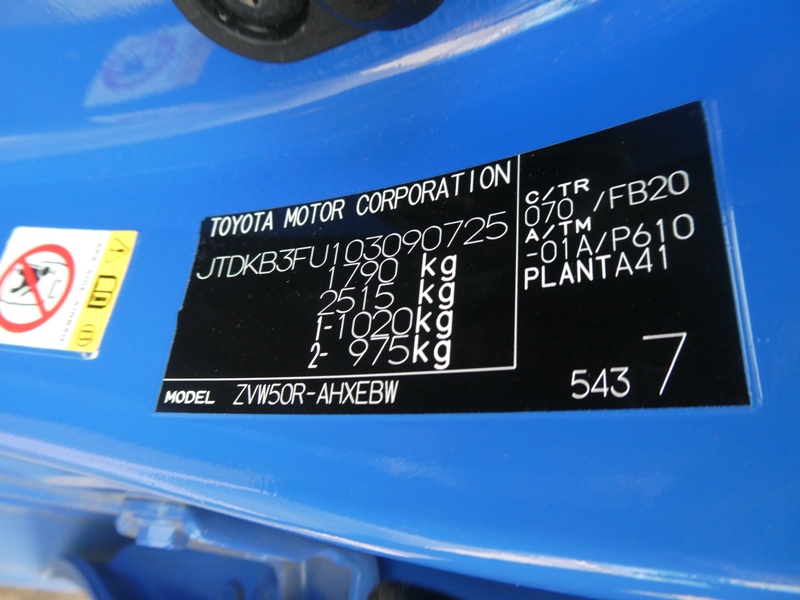 TOYOTA MOTOR CORPORATION
JTDKB3FU103090725
1790 kg
2515 kg
1-1020kg
2- 975kg
C/TR
070 /FB20
A/TM
-01A/P610
PLANTA41
MODEL ZVW50R-AHXEBW
543 7